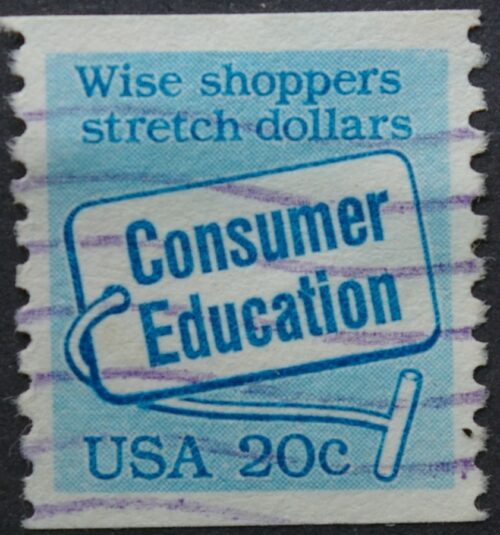 Wise shoppers
stretch dollars
Consumer
Education
USA 20c